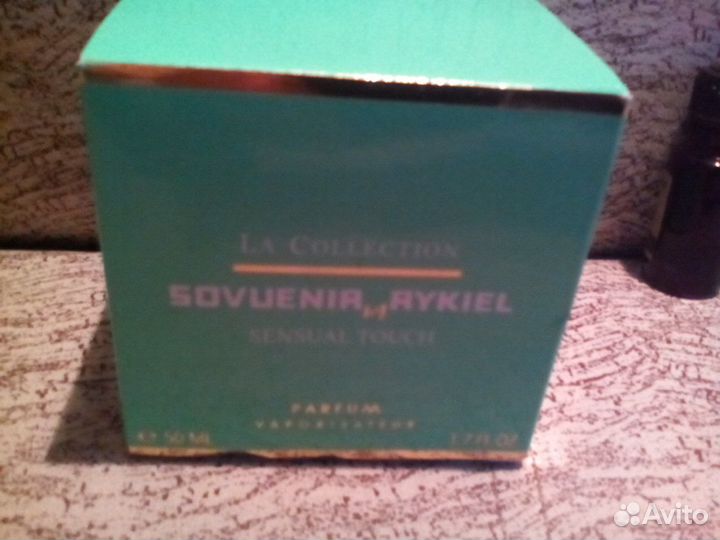 LA COLLECTION
SOVUENIR RYKIEL
SENSUAL TOUCH
PARFUM
VAPORISATEUR
50 ML 1.7 FL OZ
Avito